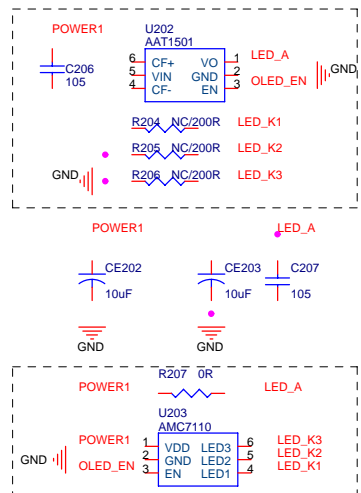 POWER1
U202
AAT1501
C206
105
6 CF+ VO 1 LED_A
5 VIN GND 2
4 CF- EN 3 OLED_EN
GND
R204 NC/200R LED_K1
R205 NC/200R LED_K2
GND
R206 NC/200R LED_K3
POWER1 LED_A
CE202 CE203 C207
10uF 10uF 105
GND GND
R207 0R
POWER1 LED_A
U203
AMC7110
POWER1 1 VDD LED3 6 LED_K3
GND 2 GND LED2 5 LED_K2
OLED_EN 3 EN LED1 4 LED_K1